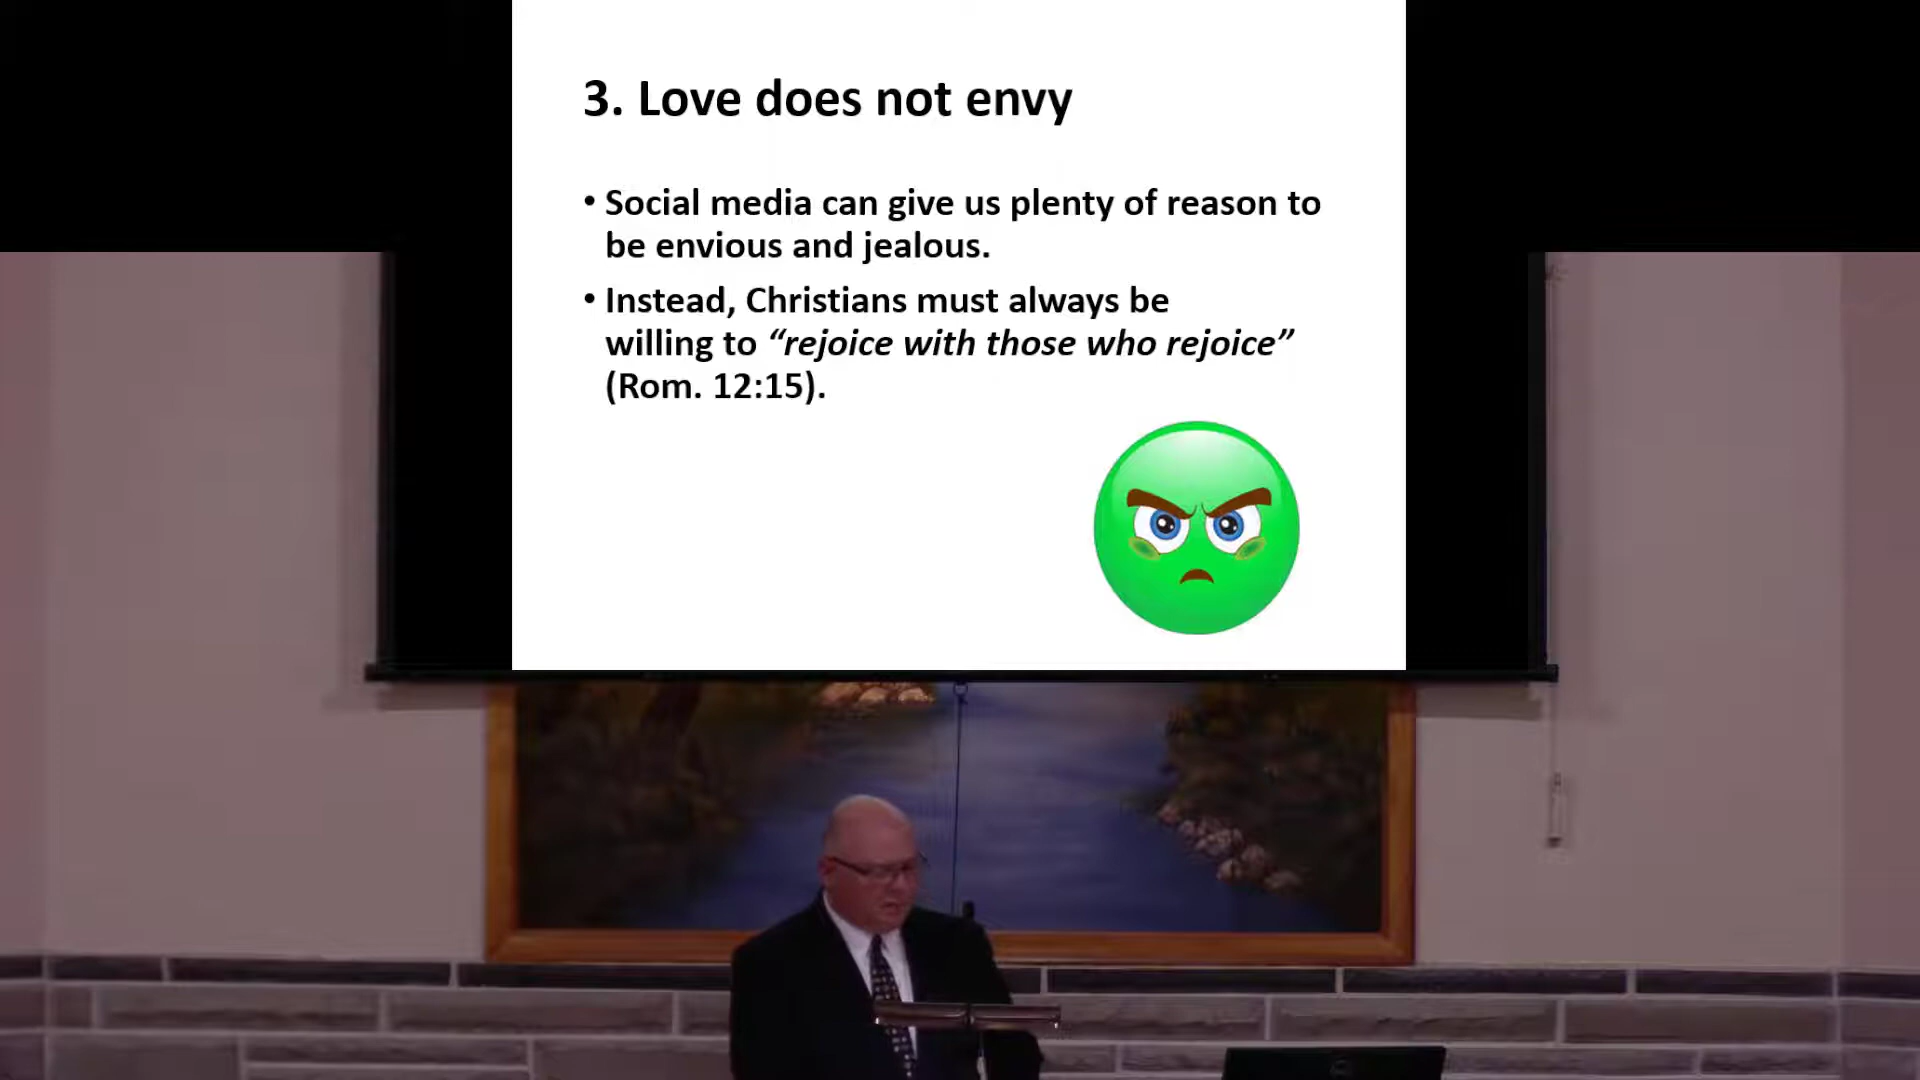 3. Love does not envy
• Social media can give us plenty of reason to
be envious and jealous.
• Instead, Christians must always be
willing to “rejoice with those who rejoice”
(Rom. 12:15).